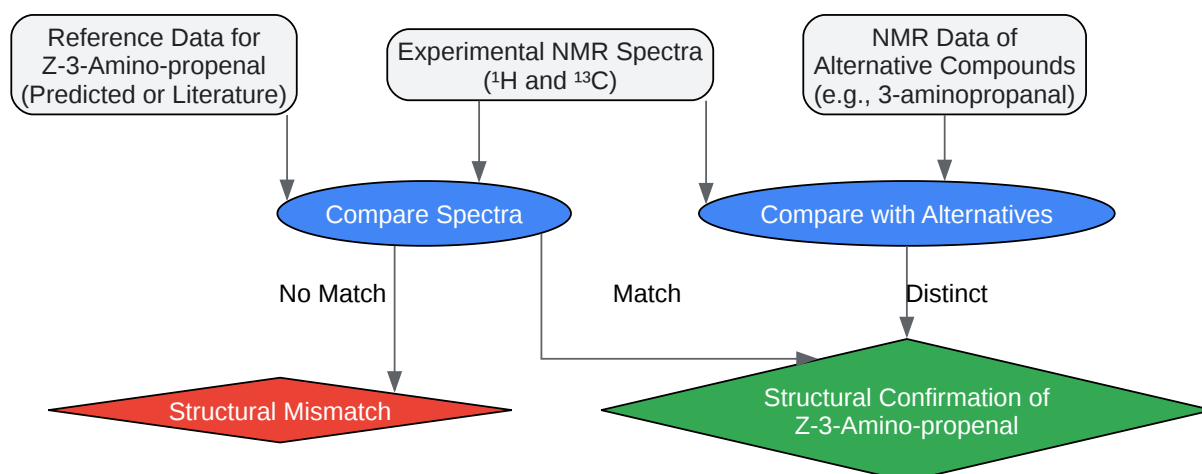 Reference Data for
Z-3-Amino-propenal
(Predicted or Literature)
Experimental NMR Spectra
(¹H and ¹³C)
NMR Data of
Alternative Compounds
(e.g., 3-aminopropanal)
Compare Spectra
Compare with Alternatives
No Match
Match
Distinct
Structural Mismatch
Structural Confirmation of
Z-3-Amino-propenal